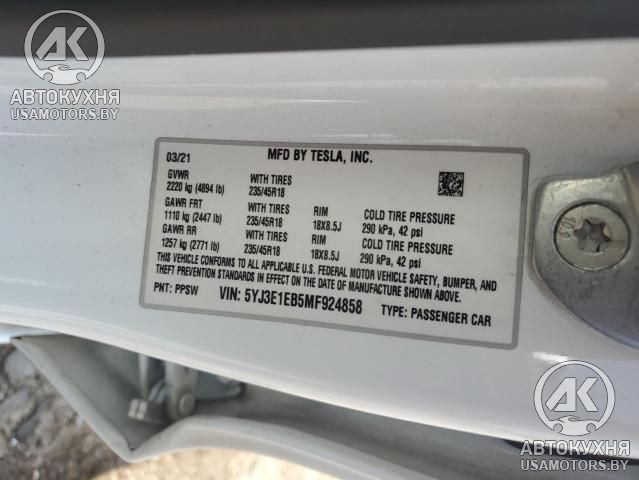 AK
АВТОКУХНЯ
USAMOTORS.BY
03/21 MFD BY TESLA, INC.
GVWR WITH TIRES
2220 kg (4894 lb) 235/45R18
GAWR FRT WITH TIRES RIM COLD TIRE PRESSURE
1110 kg (2447 lb) 235/45R18 18X8.5J 290 kPa, 42 psi
GAWR RR WITH TIRES RIM COLD TIRE PRESSURE
1257 kg (2771 lb) 235/45R18 18X8.5J 290 kPa, 42 psi
THIS VEHICLE CONFORMS TO ALL APPLICABLE U.S. FEDERAL MOTOR VEHICLE SAFETY, BUMPER, AND
THEFT PREVENTION STANDARDS IN EFFECT ON THE DATE OF MANUFACTURE SHOWN ABOVE.
PNT: PPSW VIN: 5YJ3E1EB5MF924858 TYPE: PASSENGER CAR
AK
АВТОКУХНЯ
USAMOTORS.BY